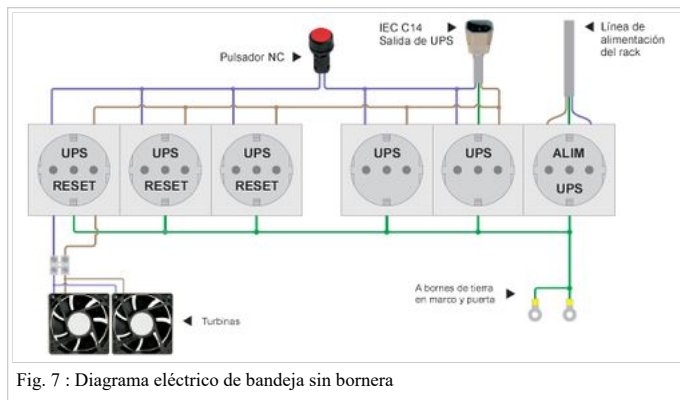 Pulsador NC
IEC C14
Salida de UPS
Línea de
alimentación
del rack
UPS
RESET
UPS
RESET
UPS
RESET
UPS
UPS
ALIM
UPS
A bornes de tierra
en marco y puerta
Turbinas
Fig. 7 : Diagrama eléctrico de bandeja sin bornera